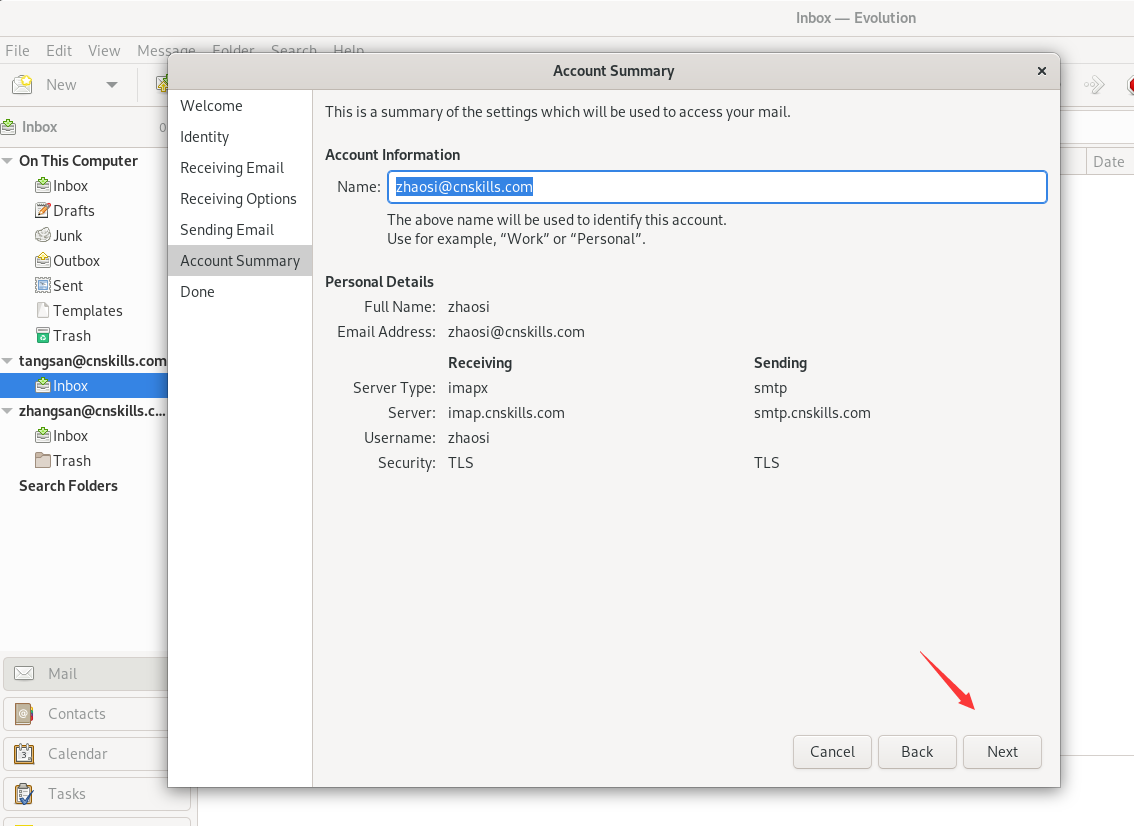 Inbox — Evolution
File Edit View Message Folder Search Help
New
Inbox 0
Date
On This Computer
Inbox
Drafts
Junk
Outbox
Sent
Templates
Trash
tangsan@cnskills.com
Inbox
zhangsan@cnskills.c...
Inbox
Trash
Search Folders
Mail
Contacts
Calendar
Tasks
Account Summary
Welcome
Identity
Receiving Email
Receiving Options
Sending Email
Account Summary
Done
This is a summary of the settings which will be used to access your mail.
Account Information
Name: zhaosi@cnskills.com
The above name will be used to identify this account.
Use for example, “Work” or “Personal”.
Personal Details
Full Name: zhaosi
Email Address: zhaosi@cnskills.com
Receiving Sending
Server Type: imapx smtp
Server: imap.cnskills.com smtp.cnskills.com
Username: zhaosi
Security: TLS TLS
Cancel Back Next